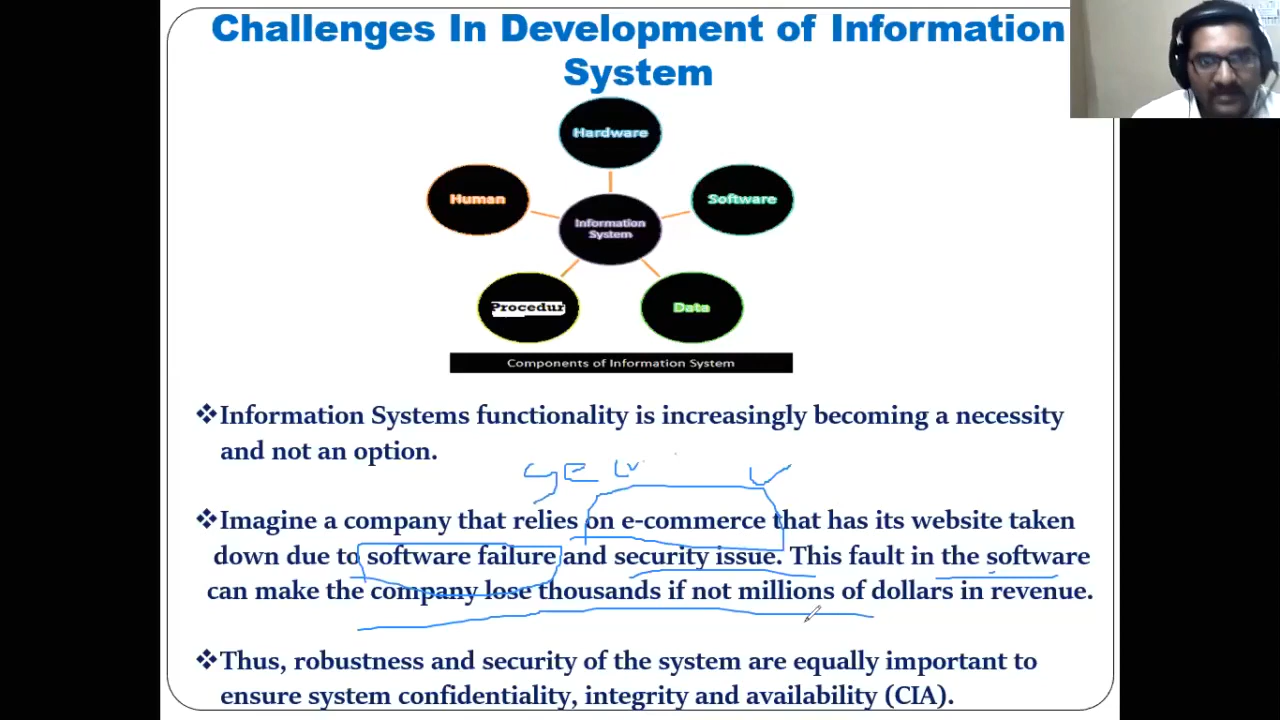 Challenges In Development of Information
System
Hardware
Human
Software
Information
System
Procedur
Data
Components of Information System
❖Information Systems functionality is increasingly becoming a necessity
and not an option.
❖Imagine a company that relies on e-commerce that has its website taken
down due to software failure and security issue. This fault in the software
can make the company lose thousands if not millions of dollars in revenue.
❖Thus, robustness and security of the system are equally important to
ensure system confidentiality, integrity and availability (CIA).